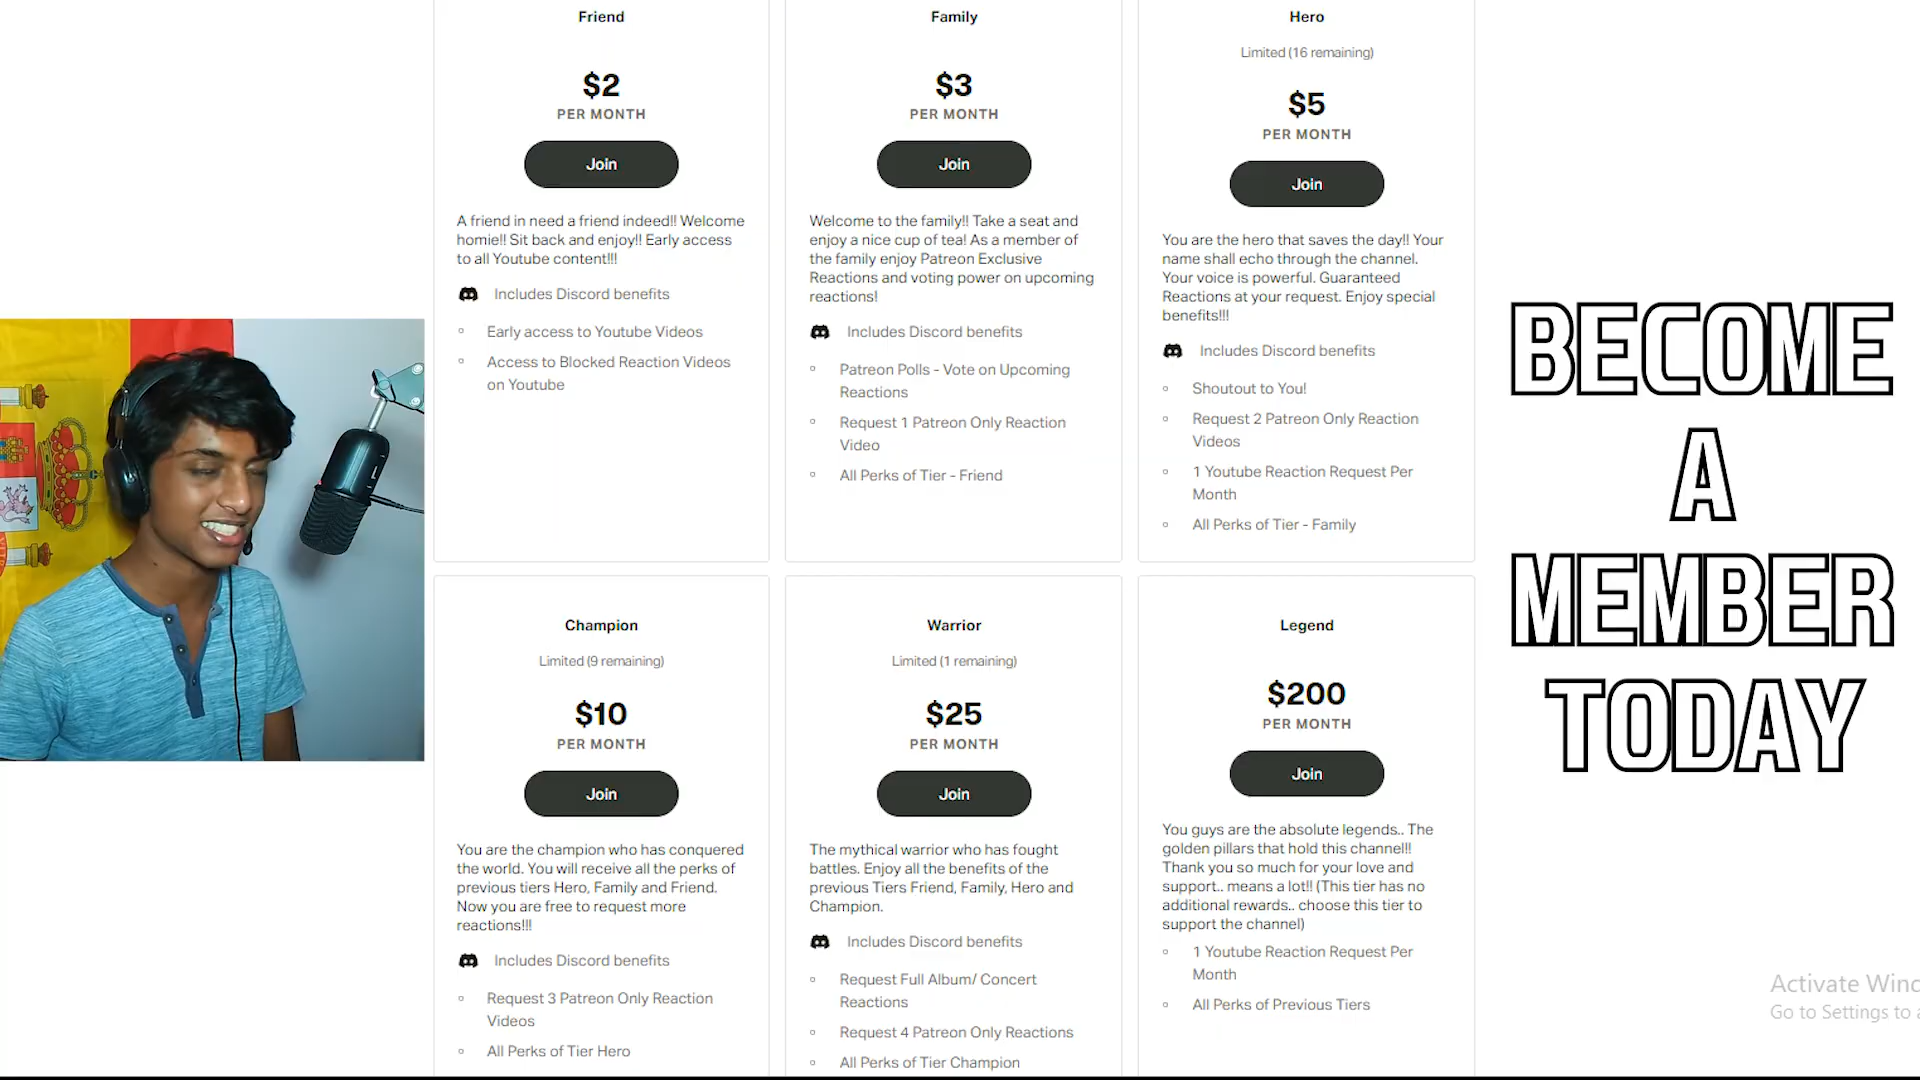 Friend
$2
PER MONTH
Join
A friend in need a friend indeed!! Welcome
homie!! Sit back and enjoy!! Early access
to all Youtube content!!!
Includes Discord benefits
Early access to Youtube Videos
Access to Blocked Reaction Videos
on Youtube
Family
$3
PER MONTH
Join
Welcome to the family!! Take a seat and
enjoy a nice cup of tea! As a member of
the family enjoy Patreon Exclusive
Reactions and voting power on upcoming
reactions!
Includes Discord benefits
Patreon Polls - Vote on Upcoming
Reactions
Request 1 Patreon Only Reaction
Video
All Perks of Tier - Friend
Hero
Limited (16 remaining)
$5
PER MONTH
Join
You are the hero that saves the day!! Your
name shall echo through the channel.
Your voice is powerful. Guaranteed
Reactions at your request. Enjoy special
benefits!!!
Includes Discord benefits
Shoutout to You!
Request 2 Patreon Only Reaction
Videos
1 Youtube Reaction Request Per
Month
All Perks of Tier - Family
Champion
Limited (9 remaining)
$10
PER MONTH
Join
You are the champion who has conquered
the world. You will receive all the perks of
previous tiers Hero, Family and Friend.
Now you are free to request more
reactions!!!
Includes Discord benefits
Request 3 Patreon Only Reaction
Videos
All Perks of Tier Hero
Warrior
Limited (1 remaining)
$25
PER MONTH
Join
The mythical warrior who has fought
battles. Enjoy all the benefits of the
previous Tiers Friend, Family, Hero and
Champion.
Includes Discord benefits
Request Full Album/ Concert
Reactions
Request 4 Patreon Only Reactions
All Perks of Tier Champion
Legend
$200
PER MONTH
Join
You guys are the absolute legends.. The
golden pillars that hold this channel!!
Thank you so much for your love and
support.. means a lot!! (This tier has no
additional rewards.. choose this tier to
support the channel)
1 Youtube Reaction Request Per
Month
All Perks of Previous Tiers
BECOME
A
MEMBER
TODAY
Activate Winc
Go to Settings to a